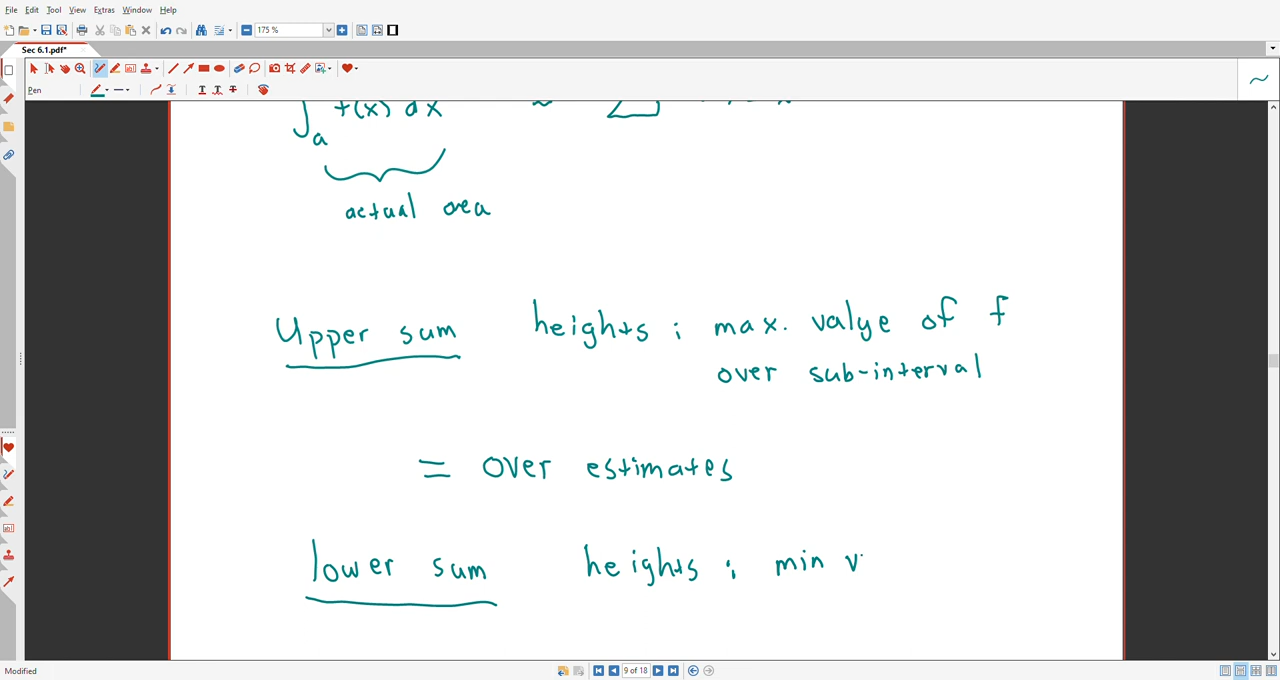 File Edit Tool View Extras Window Help
175 %
Sec 6.1.pdf*
Pen
∫a f(x) dx ≈ Σ
actual area
Upper sum heights : max. value of f
over sub-interval
= over estimates
lower sum heights : min v
9 of 18
Modified